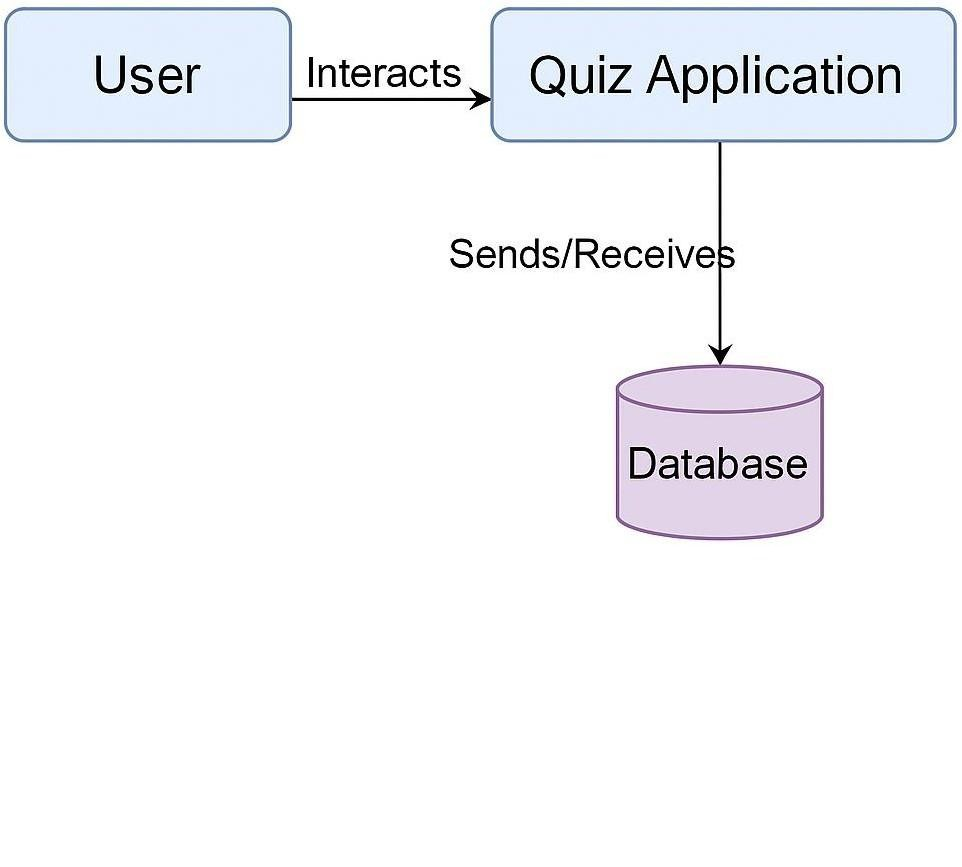 User
Interacts
Quiz Application
Sends/Receives
Database